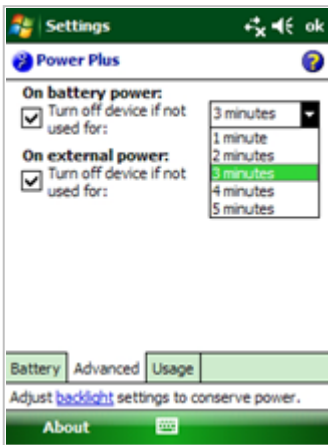 Settings
ok
Power Plus
?
On battery power:
Turn off device if not
used for:
3 minutes
1 minute
2 minutes
3 minutes
4 minutes
5 minutes
On external power:
Turn off device if not
used for:
Battery
Advanced
Usage
Adjust backlight settings to conserve power.
About